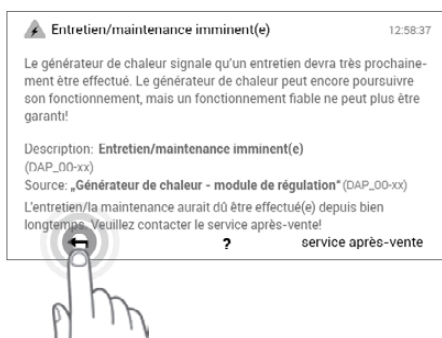 Entretien/maintenance imminent(e) 12:58:37
Le générateur de chaleur signale qu'un entretien devra très prochaine-
ment être effectué. Le générateur de chaleur peut encore poursuivre
son fonctionnement, mais un fonctionnement fiable ne peut plus être
garanti!
Description: Entretien/maintenance imminent(e)
(DAP_00-xx)
Source: „Générateur de chaleur - module de régulation" (DAP_00-xx)
L'entretien/la maintenance aurait dû être effectué(e) depuis bien
longtemps. Veuillez contacter le service après-vente!
? service après-vente